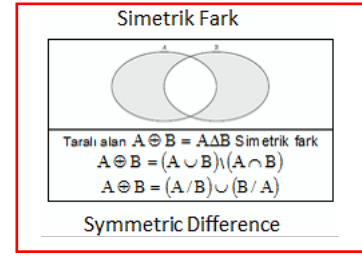 Simetrik Fark
A B
Taralı alan A ⊕ B = AΔB Simetrik fark
A ⊕ B = (A ∪ B)\(A ∩ B)
A ⊕ B = (A / B) ∪ (B / A)
Symmetric Difference